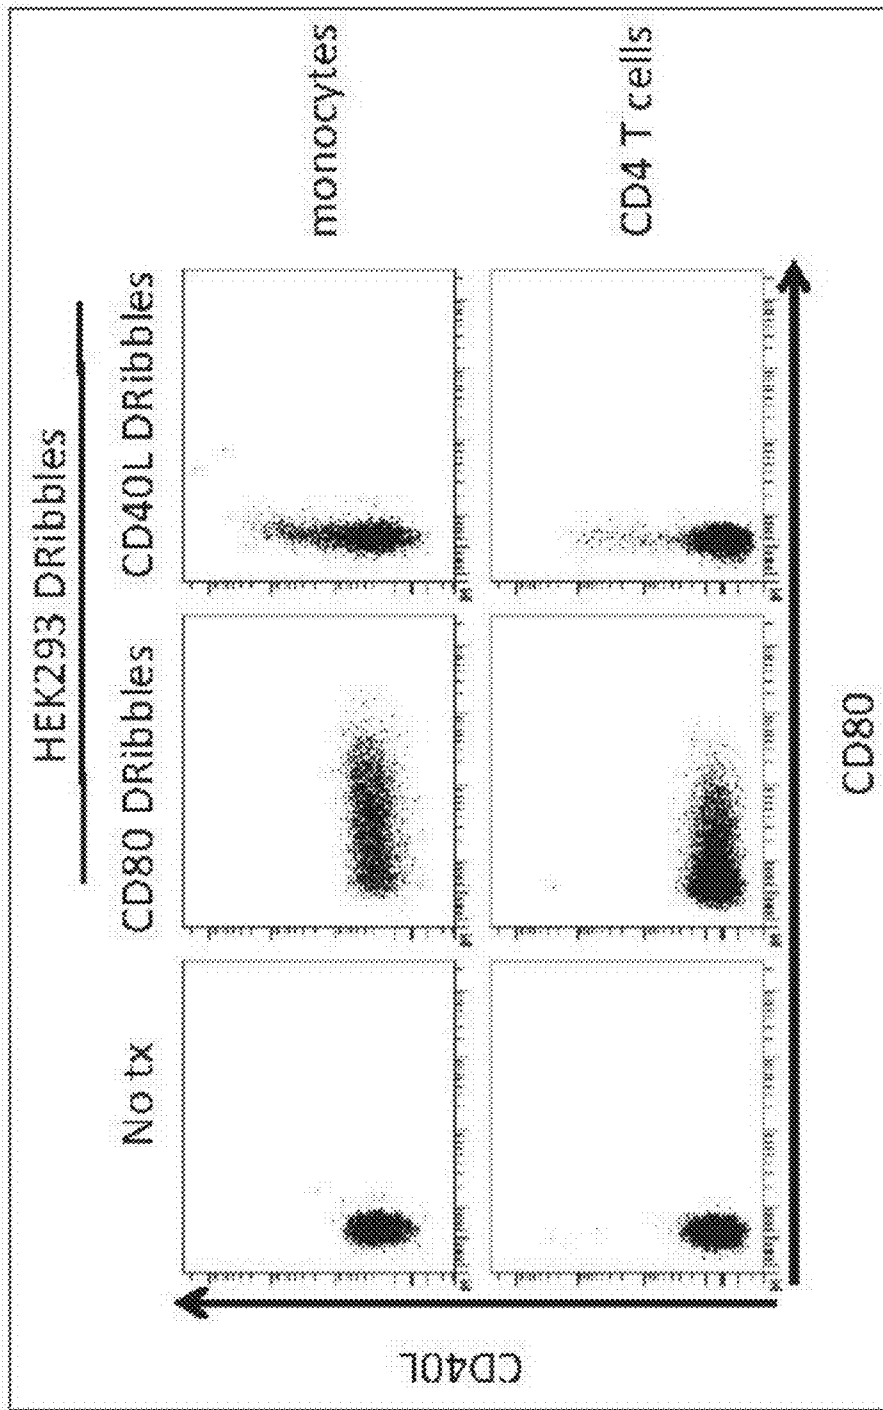 HEK293 DRibbles
No tx
CD80 DRibbles
CD40L DRibbles
monocytes
CD4 T cells
CD40L
CD80